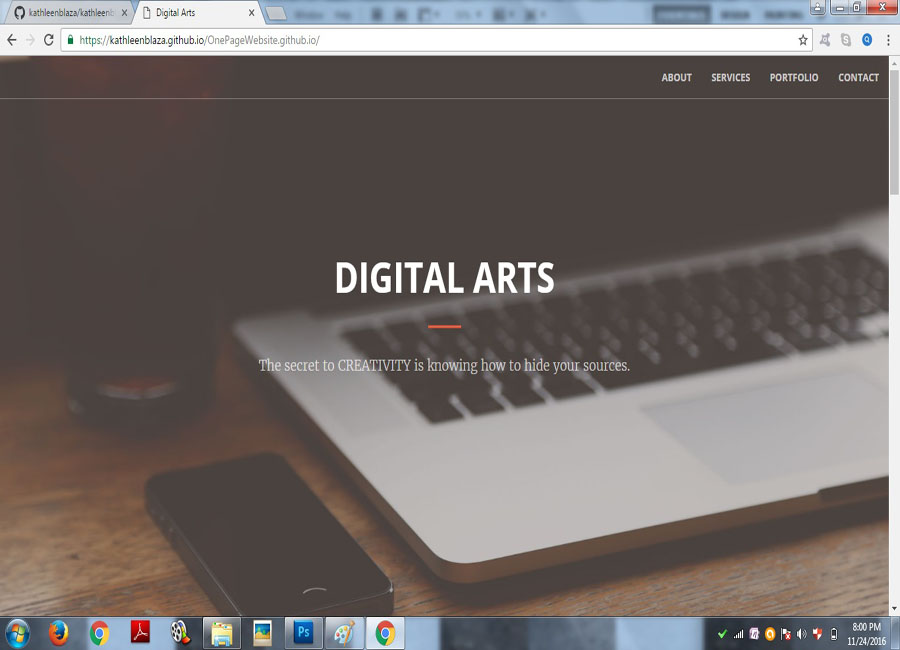 kathleenblaza/kathleenb
Digital Arts
https://kathleenblaza.github.io/OnePageWebsite.github.io/
ABOUT SERVICES PORTFOLIO CONTACT
DIGITAL ARTS
The secret to CREATIVITY is knowing how to hide your sources.
Ps
8:00 PM
11/24/2016